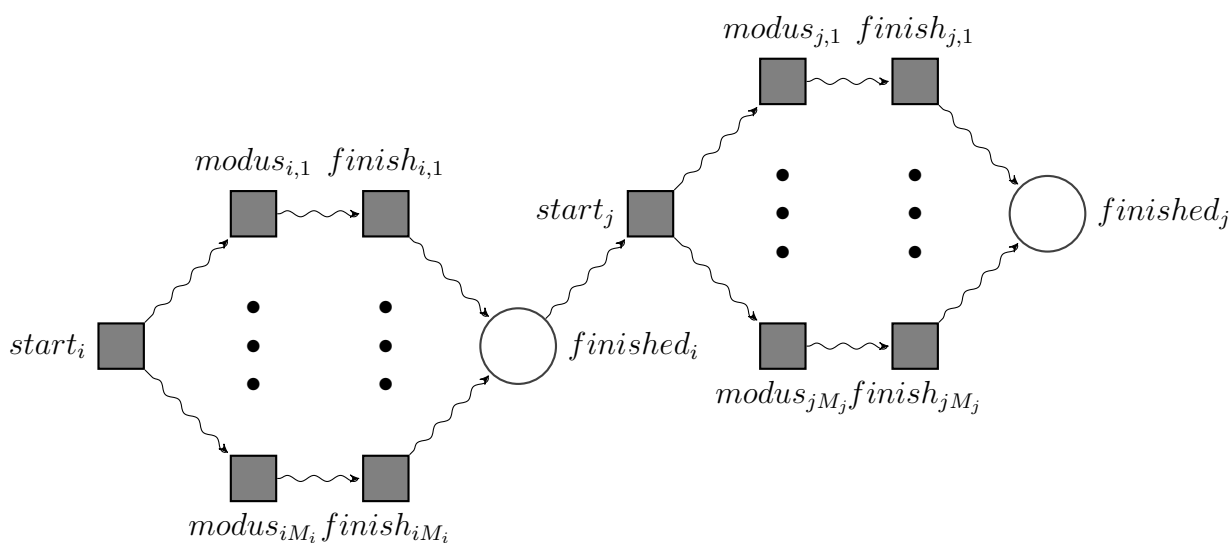 modus_{j,1} finish_{j,1}
modus_{i,1} finish_{i,1}
start_j
finished_j
start_i
finished_i
modus_{jM_j} finish_{jM_j}
modus_{iM_i} finish_{iM_i}